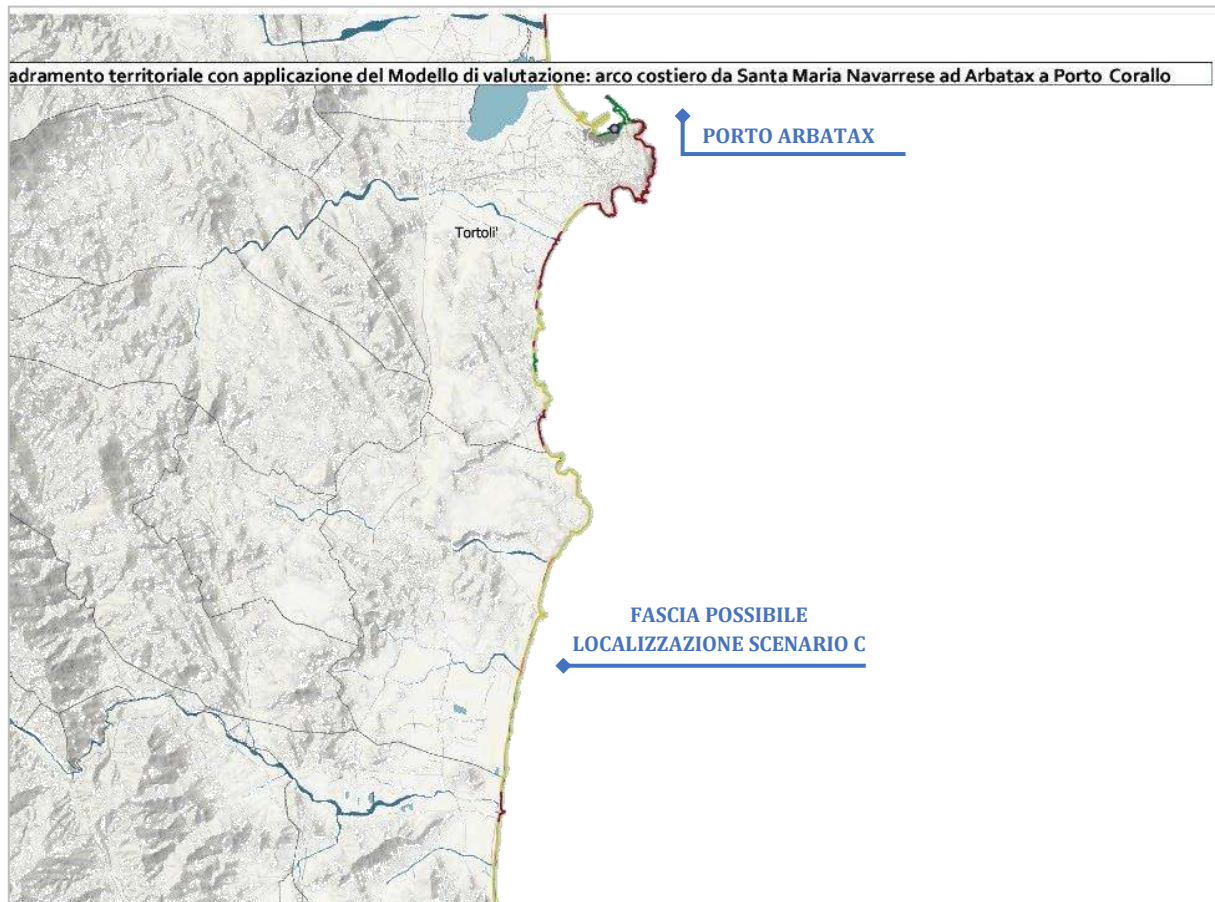 adramento territoriale con applicazione del Modello di valutazione: arco costiero da Santa Maria Navarrese ad Arbatax a Porto Corallo
PORTO ARBATAX
Tortoli'
FASCIA POSSIBILE
LOCALIZZAZIONE SCENARIO C